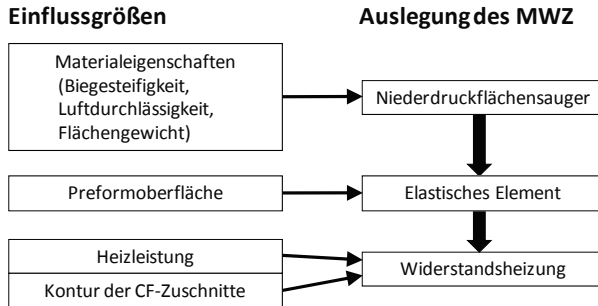 Einflussgrößen
Auslegung des MWZ
Materialeigenschaften
(Biegesteifigkeit,
Luftdurchlässigkeit,
Flächengewicht)
Niederdruckflächensauger
Preformoberfläche
Elastisches Element
Heizleistung
Kontur der CF-Zuschnitte
Widerstandsheizung